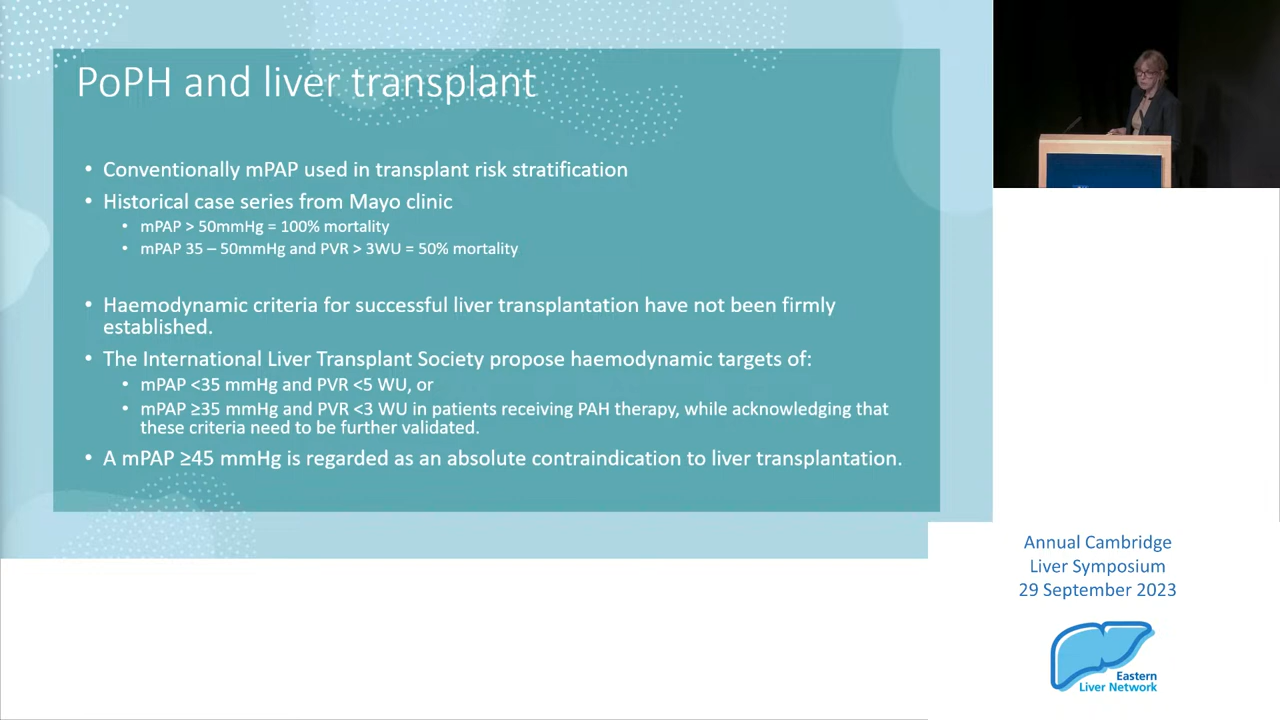 PoPH and liver transplant
• Conventionally mPAP used in transplant risk stratification
• Historical case series from Mayo clinic
• mPAP > 50mmHg = 100% mortality
• mPAP 35 – 50mmHg and PVR > 3WU = 50% mortality
• Haemodynamic criteria for successful liver transplantation have not been firmly
established.
• The International Liver Transplant Society propose haemodynamic targets of:
• mPAP <35 mmHg and PVR <5 WU, or
• mPAP ≥35 mmHg and PVR <3 WU in patients receiving PAH therapy, while acknowledging that
these criteria need to be further validated.
• A mPAP ≥45 mmHg is regarded as an absolute contraindication to liver transplantation.
Annual Cambridge
Liver Symposium
29 September 2023
Eastern
Liver Network